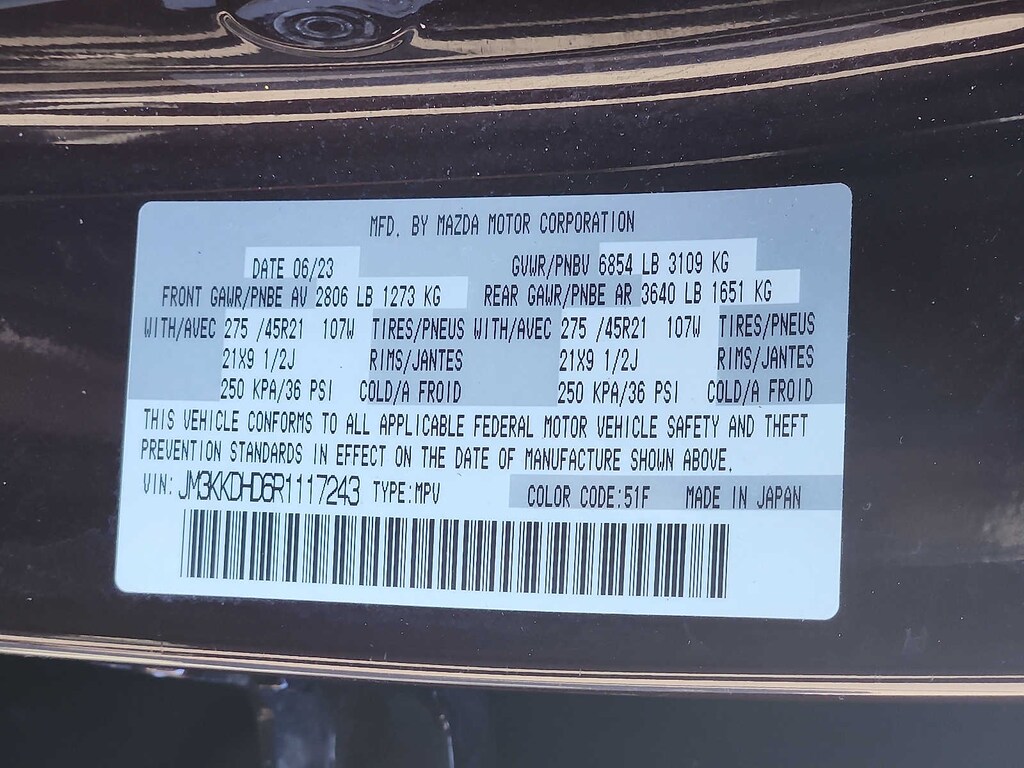 MFD. BY MAZDA MOTOR CORPORATION
DATE 06/23 GVWR/PNBV 6854 LB 3109 KG
FRONT GAWR/PNBE AV 2806 LB 1273 KG REAR GAWR/PNBE AR 3640 LB 1651 KG
WITH/AVEC 275 /45R21 107W TIRES/PNEUS WITH/AVEC 275 /45R21 107W TIRES/PNEUS
21X9 1/2J RIMS/JANTES 21X9 1/2J RIMS/JANTES
250 KPA/36 PSI COLD/A FROID 250 KPA/36 PSI COLD/A FROID
THIS VEHICLE CONFORMS TO ALL APPLICABLE FEDERAL MOTOR VEHICLE SAFETY AND THEFT
PREVENTION STANDARDS IN EFFECT ON THE DATE OF MANUFACTURE SHOWN ABOVE.
VIN: JM3KKDHD6R1117243 TYPE:MPV COLOR CODE:51F MADE IN JAPAN